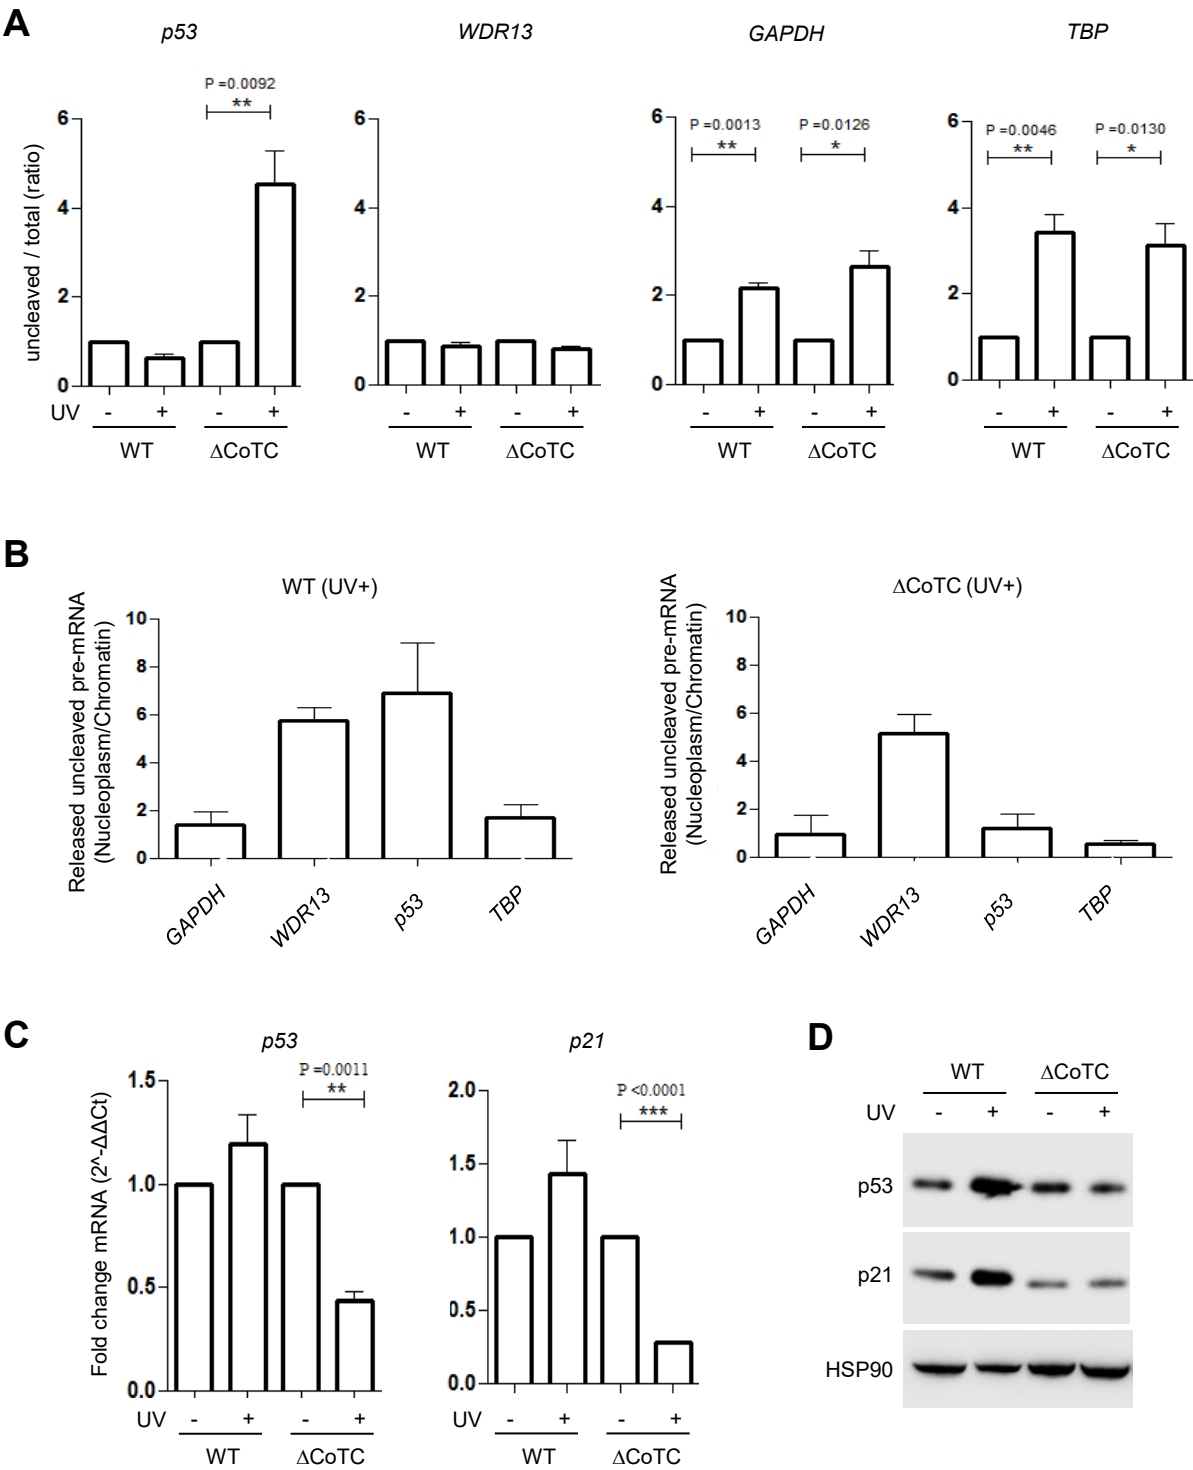 A
p53 WDR13 GAPDH TBP
P =0.0092
** 
P =0.0013 P =0.0126
** *
P =0.0046 P =0.0130
** *
uncleaved / total (ratio)
6 4 2 0
6 4 2 0
6 4 2 0
6 4 2 0
UV - + - + - + - + - + - + - + - +
WT ΔCoTC WT ΔCoTC WT ΔCoTC WT ΔCoTC
B
WT (UV+)
Released uncleaved pre-mRNA
(Nucleoplasm/Chromatin)
10
8
6
4
2
0
GAPDH WDR13 p53 TBP
ΔCoTC (UV+)
Released uncleaved pre-mRNA
(Nucleoplasm/Chromatin)
10
8
6
4
2
0
GAPDH WDR13 p53 TBP
C
p53
P =0.0011
**
Fold change mRNA (2^-ΔΔCt)
1.5
1.0
0.5
0.0
UV - + - +
WT ΔCoTC
p21
P <0.0001
***
2.0
1.5
1.0
0.5
0.0
UV - + - +
WT ΔCoTC
D
WT ΔCoTC
UV - + - +
p53
p21
HSP90